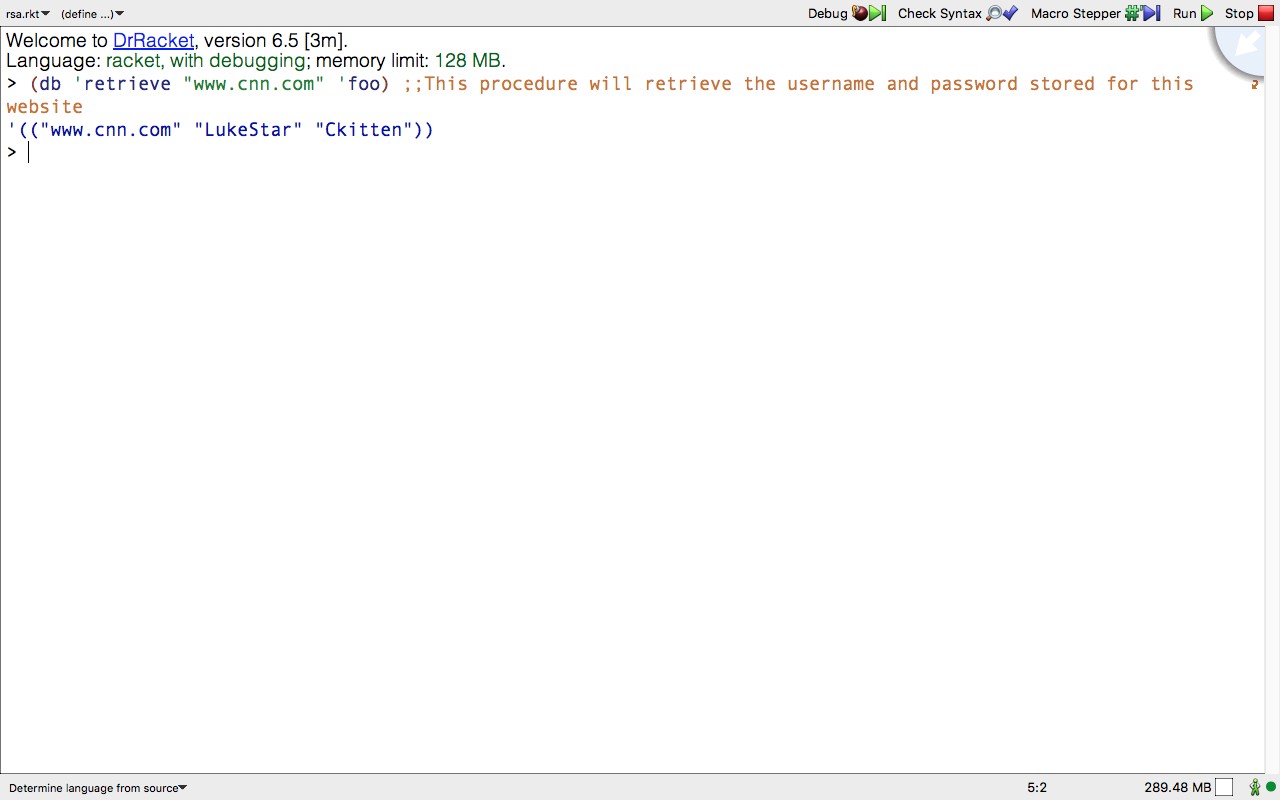 rsa.rkt (define ...) Debug Check Syntax Macro Stepper Run Stop
Welcome to DrRacket, version 6.5 [3m].
Language: racket, with debugging; memory limit: 128 MB.
> (db 'retrieve "www.cnn.com" 'foo) ;;This procedure will retrieve the username and password stored for this
website
'(("www.cnn.com" "LukeStar" "Ckitten"))
>
Determine language from source 5:2 289.48 MB